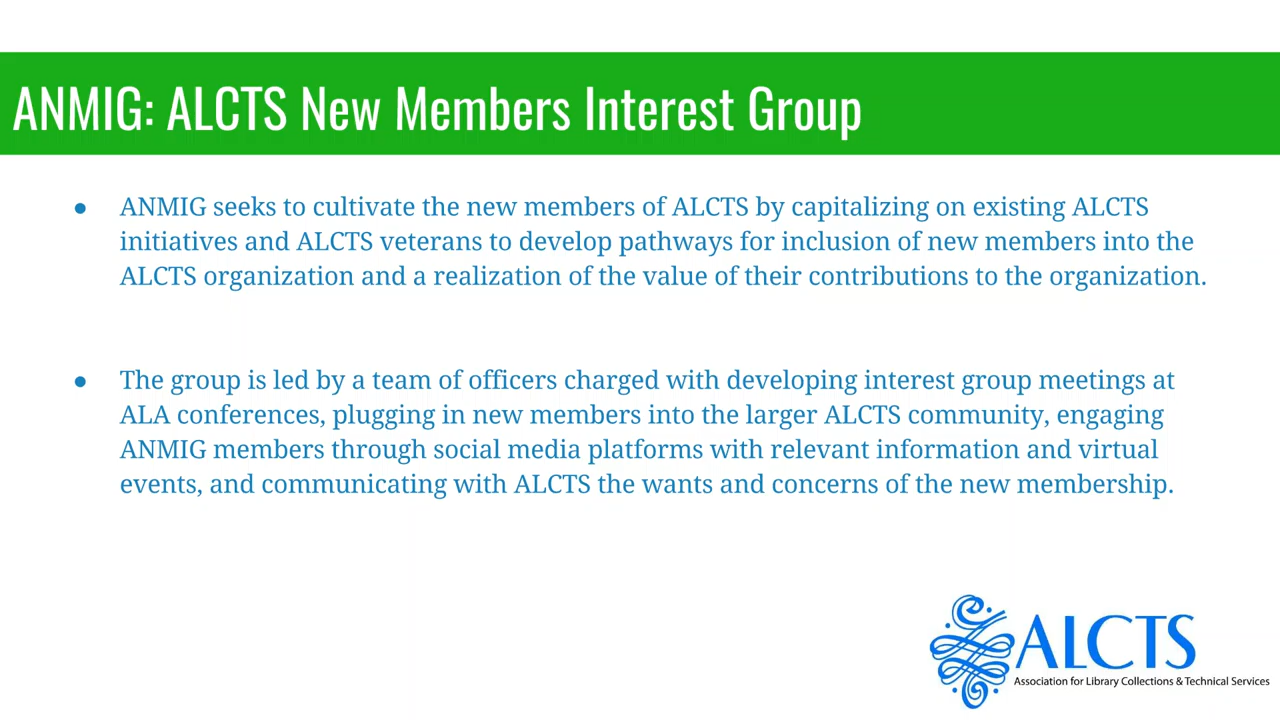 ANMIG: ALCTS New Members Interest Group
● ANMIG seeks to cultivate the new members of ALCTS by capitalizing on existing ALCTS
initiatives and ALCTS veterans to develop pathways for inclusion of new members into the
ALCTS organization and a realization of the value of their contributions to the organization.
● The group is led by a team of officers charged with developing interest group meetings at
ALA conferences, plugging in new members into the larger ALCTS community, engaging
ANMIG members through social media platforms with relevant information and virtual
events, and communicating with ALCTS the wants and concerns of the new membership.
ALCTS
Association for Library Collections & Technical Services